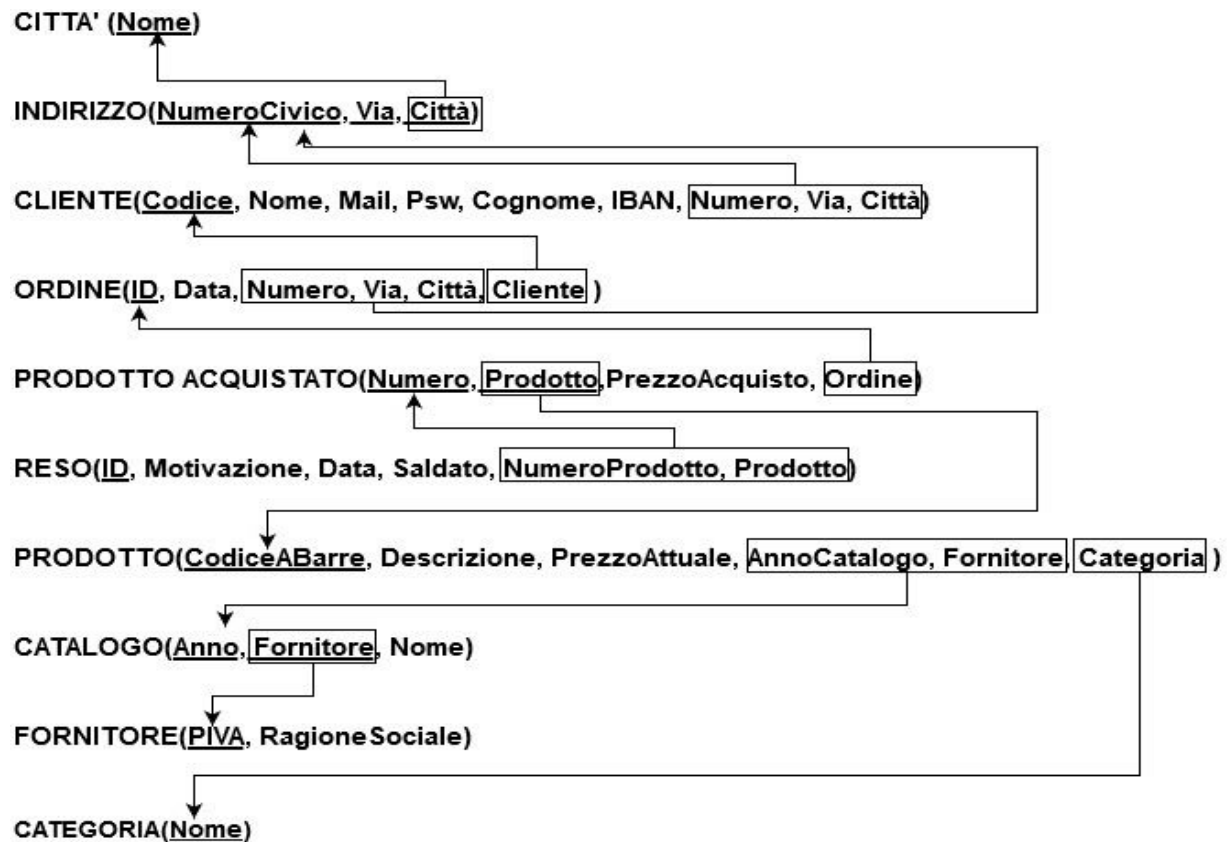 CITTA' (Nome)
INDIRIZZO(NumeroCivico, Via, Città)
CLIENTE(Codice, Nome, Mail, Psw, Cognome, IBAN, Numero, Via, Città)
ORDINE(ID, Data, Numero, Via, Città, Cliente )
PRODOTTO ACQUISTATO(Numero, Prodotto,PrezzoAcquisto, Ordine)
RESO(ID, Motivazione, Data, Saldato, NumeroProdotto, Prodotto)
PRODOTTO(CodiceABarre, Descrizione, PrezzoAttuale, AnnoCatalogo, Fornitore, Categoria )
CATALOGO(Anno, Fornitore, Nome)
FORNITORE(PIVA, RagioneSociale)
CATEGORIA(Nome)